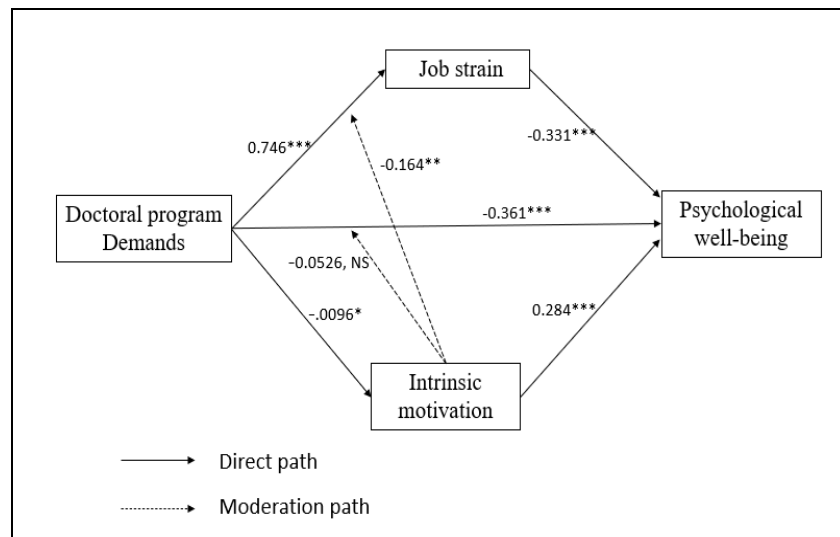 Job strain
0.746***
-0.331***
-0.164**
Doctoral program
Demands
-0.361***
Psychological
well-being
-0.0526, NS
-.0096*
0.284***
Intrinsic
motivation
Direct path
Moderation path